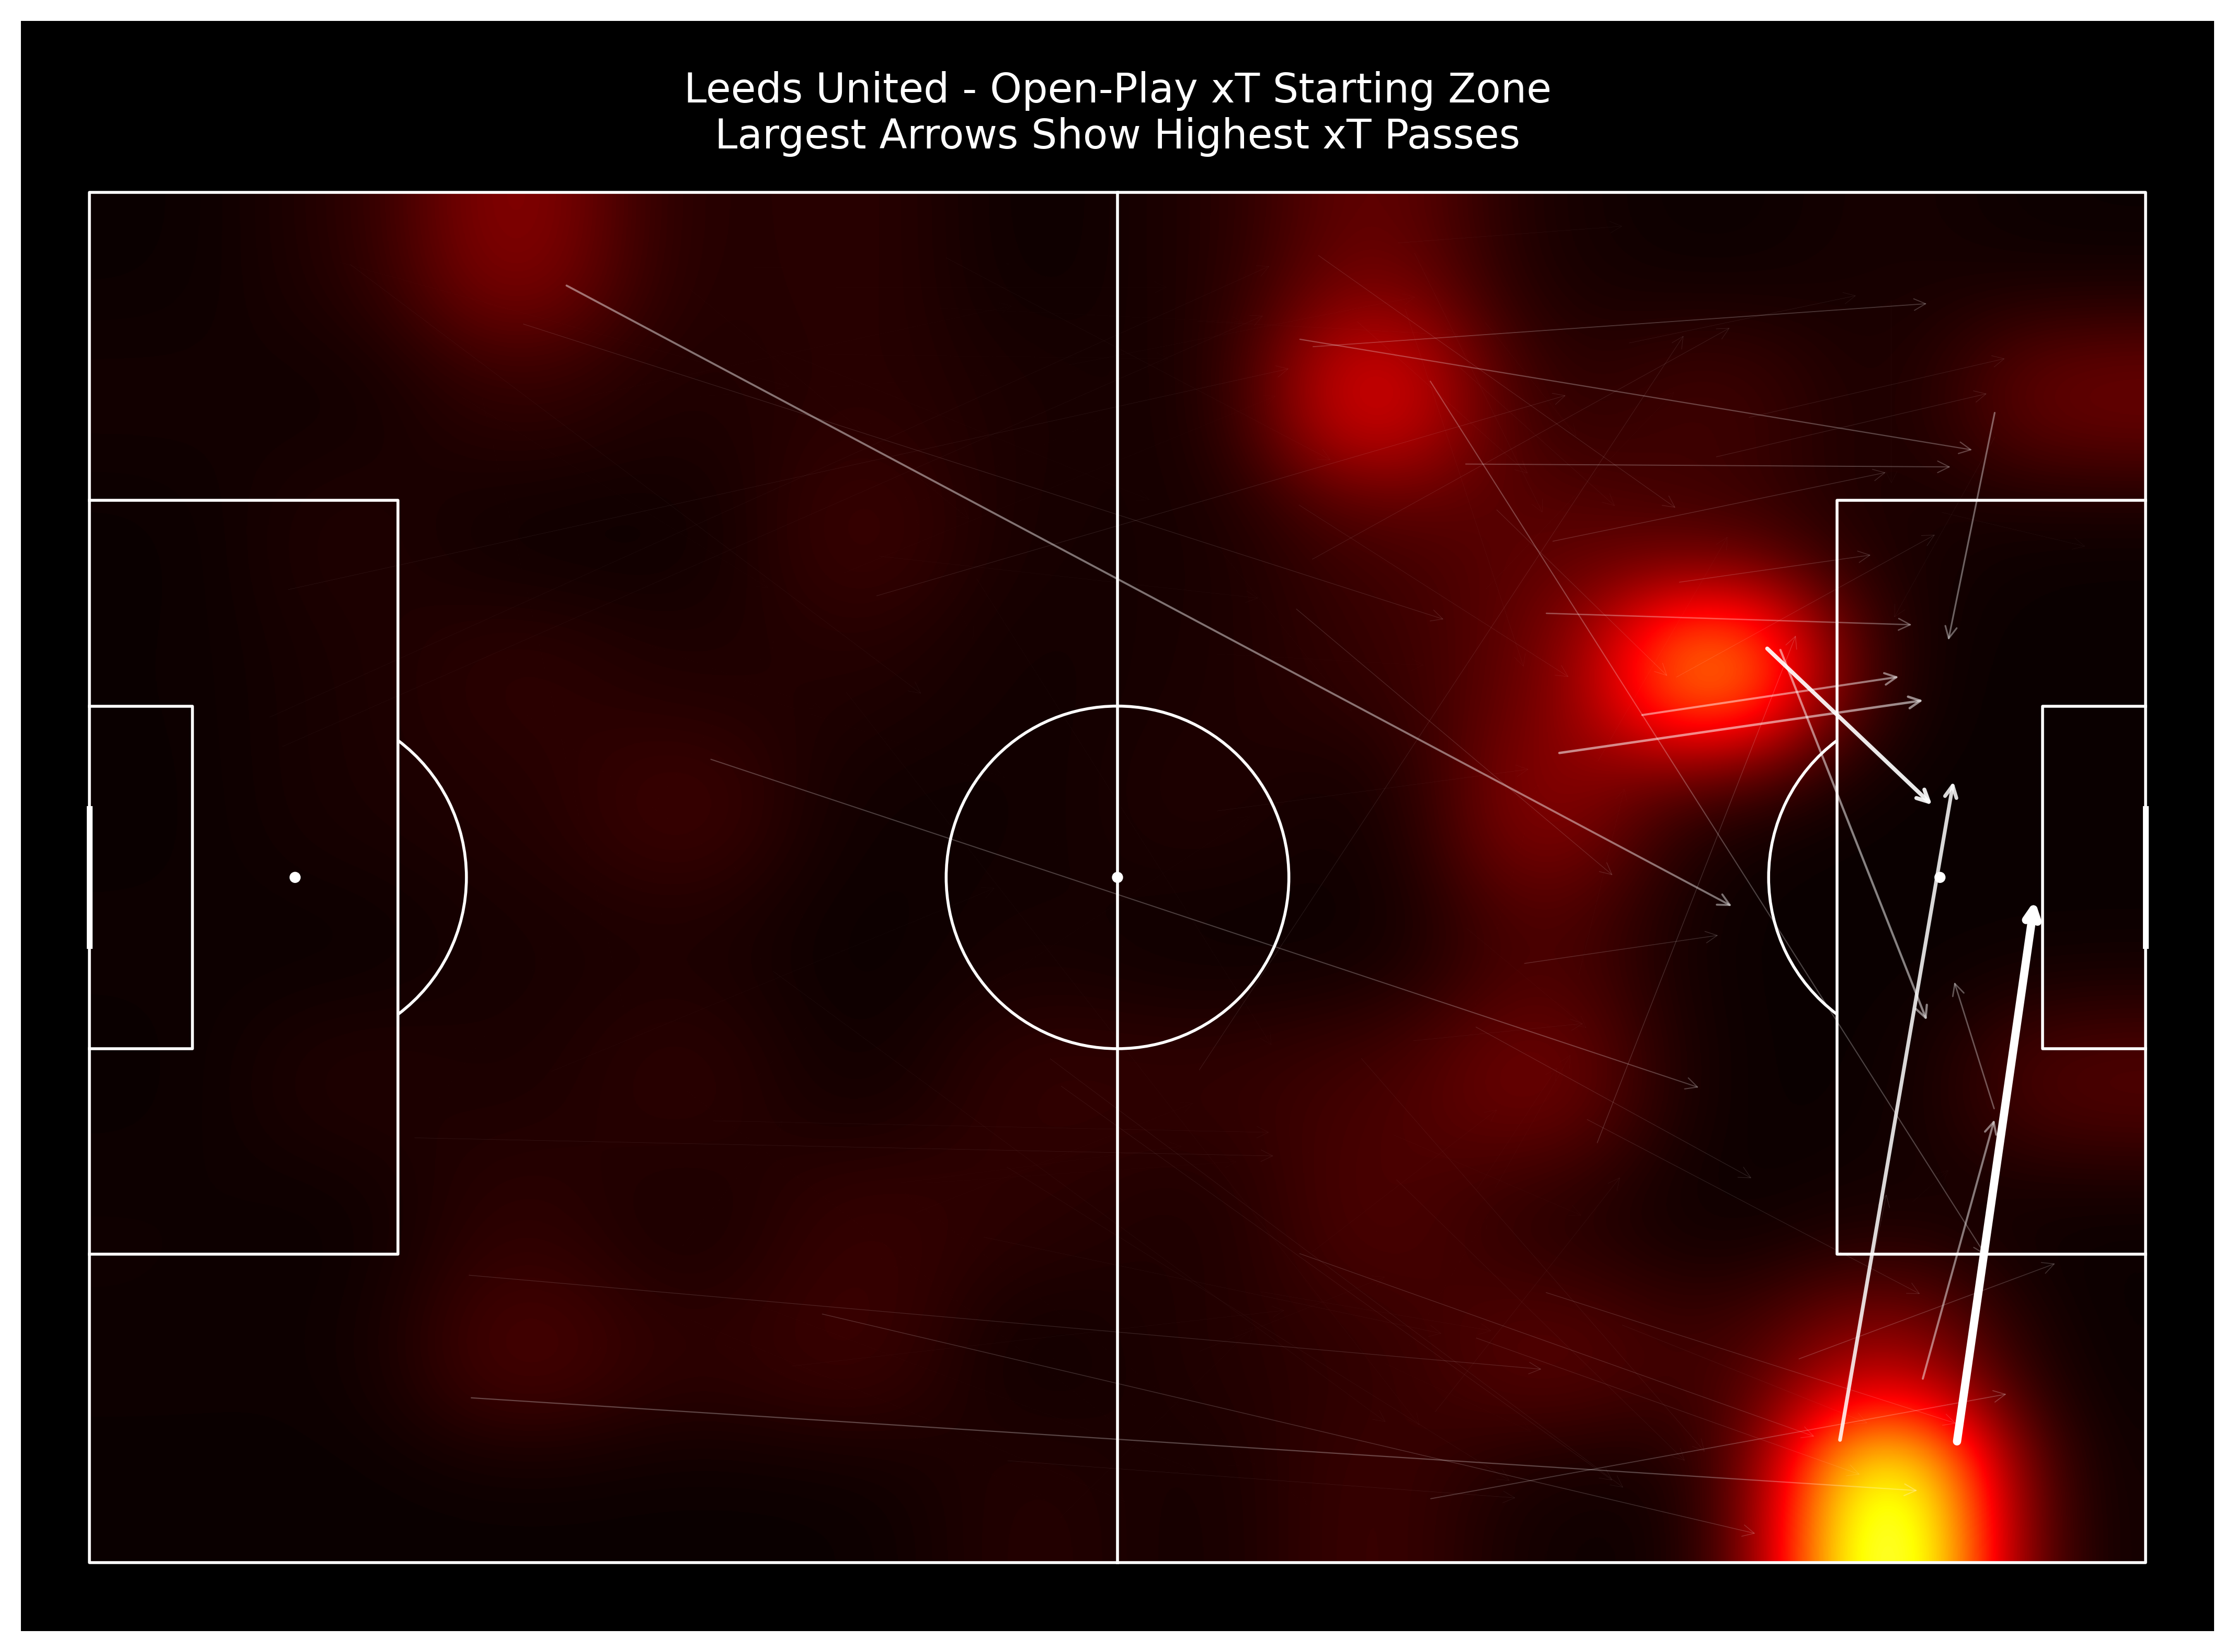 Leeds United - Open-Play xT Starting Zone
Largest Arrows Show Highest xT Passes